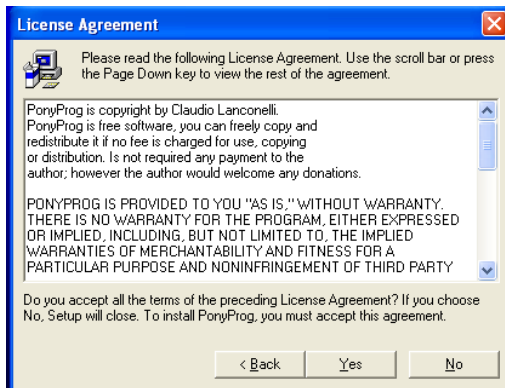 License Agreement
Please read the following License Agreement. Use the scroll bar or press
the Page Down key to view the rest of the agreement.
PonyProg is copyright by Claudio Lanconelli.
PonyProg is free software, you can freely copy and
redistribute it if no fee is charged for use, copying
or distribution. Is not required any payment to the
author; however the author would welcome any donations.
PONYPROG IS PROVIDED TO YOU "AS IS," WITHOUT WARRANTY.
THERE IS NO WARRANTY FOR THE PROGRAM, EITHER EXPRESSED
OR IMPLIED, INCLUDING, BUT NOT LIMITED TO, THE IMPLIED
WARRANTIES OF MERCHANTABILITY AND FITNESS FOR A
PARTICULAR PURPOSE AND NONINFRINGEMENT OF THIRD PARTY
Do you accept all the terms of the preceding License Agreement? If you choose
No, Setup will close. To install PonyProg, you must accept this agreement.
< Back
Yes
No